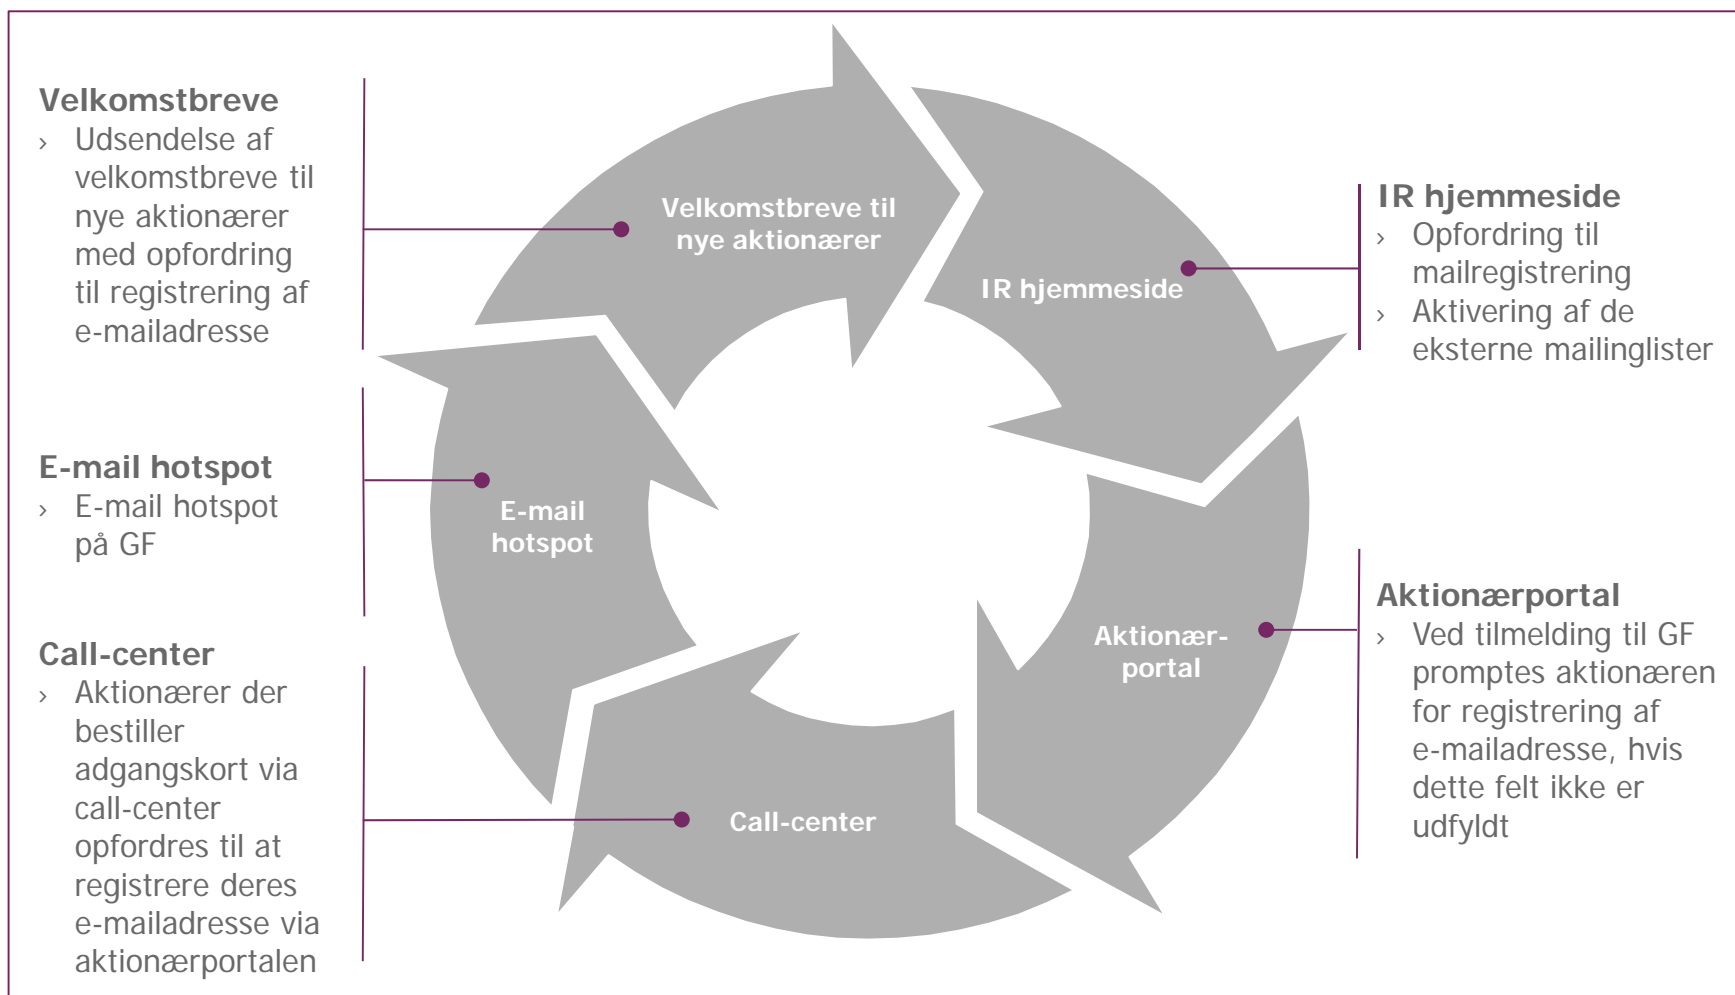 Velkomstbreve
› Udsendelse af
velkomstbreve til
nye aktionærer
med opfordring
til registrering af
e-mailadresse
E-mail hotspot
› E-mail hotspot
på GF
Call-center
› Aktionærer der
bestiller
adgangskort via
call-center
opfordres til at
registrere deres
e-mailadresse via
aktionærportalen
Velkomstbreve til
nye aktionærer
IR hjemmeside
Aktionær-
portal
Call-center
E-mail
hotspot
IR hjemmeside
› Opfordring til
mailregistrering
› Aktivering af de
eksterne mailinglister
Aktionærportal
› Ved tilmelding til GF
promptes aktionæren
for registrering af
e-mailadresse, hvis
dette felt ikke er
udfyldt